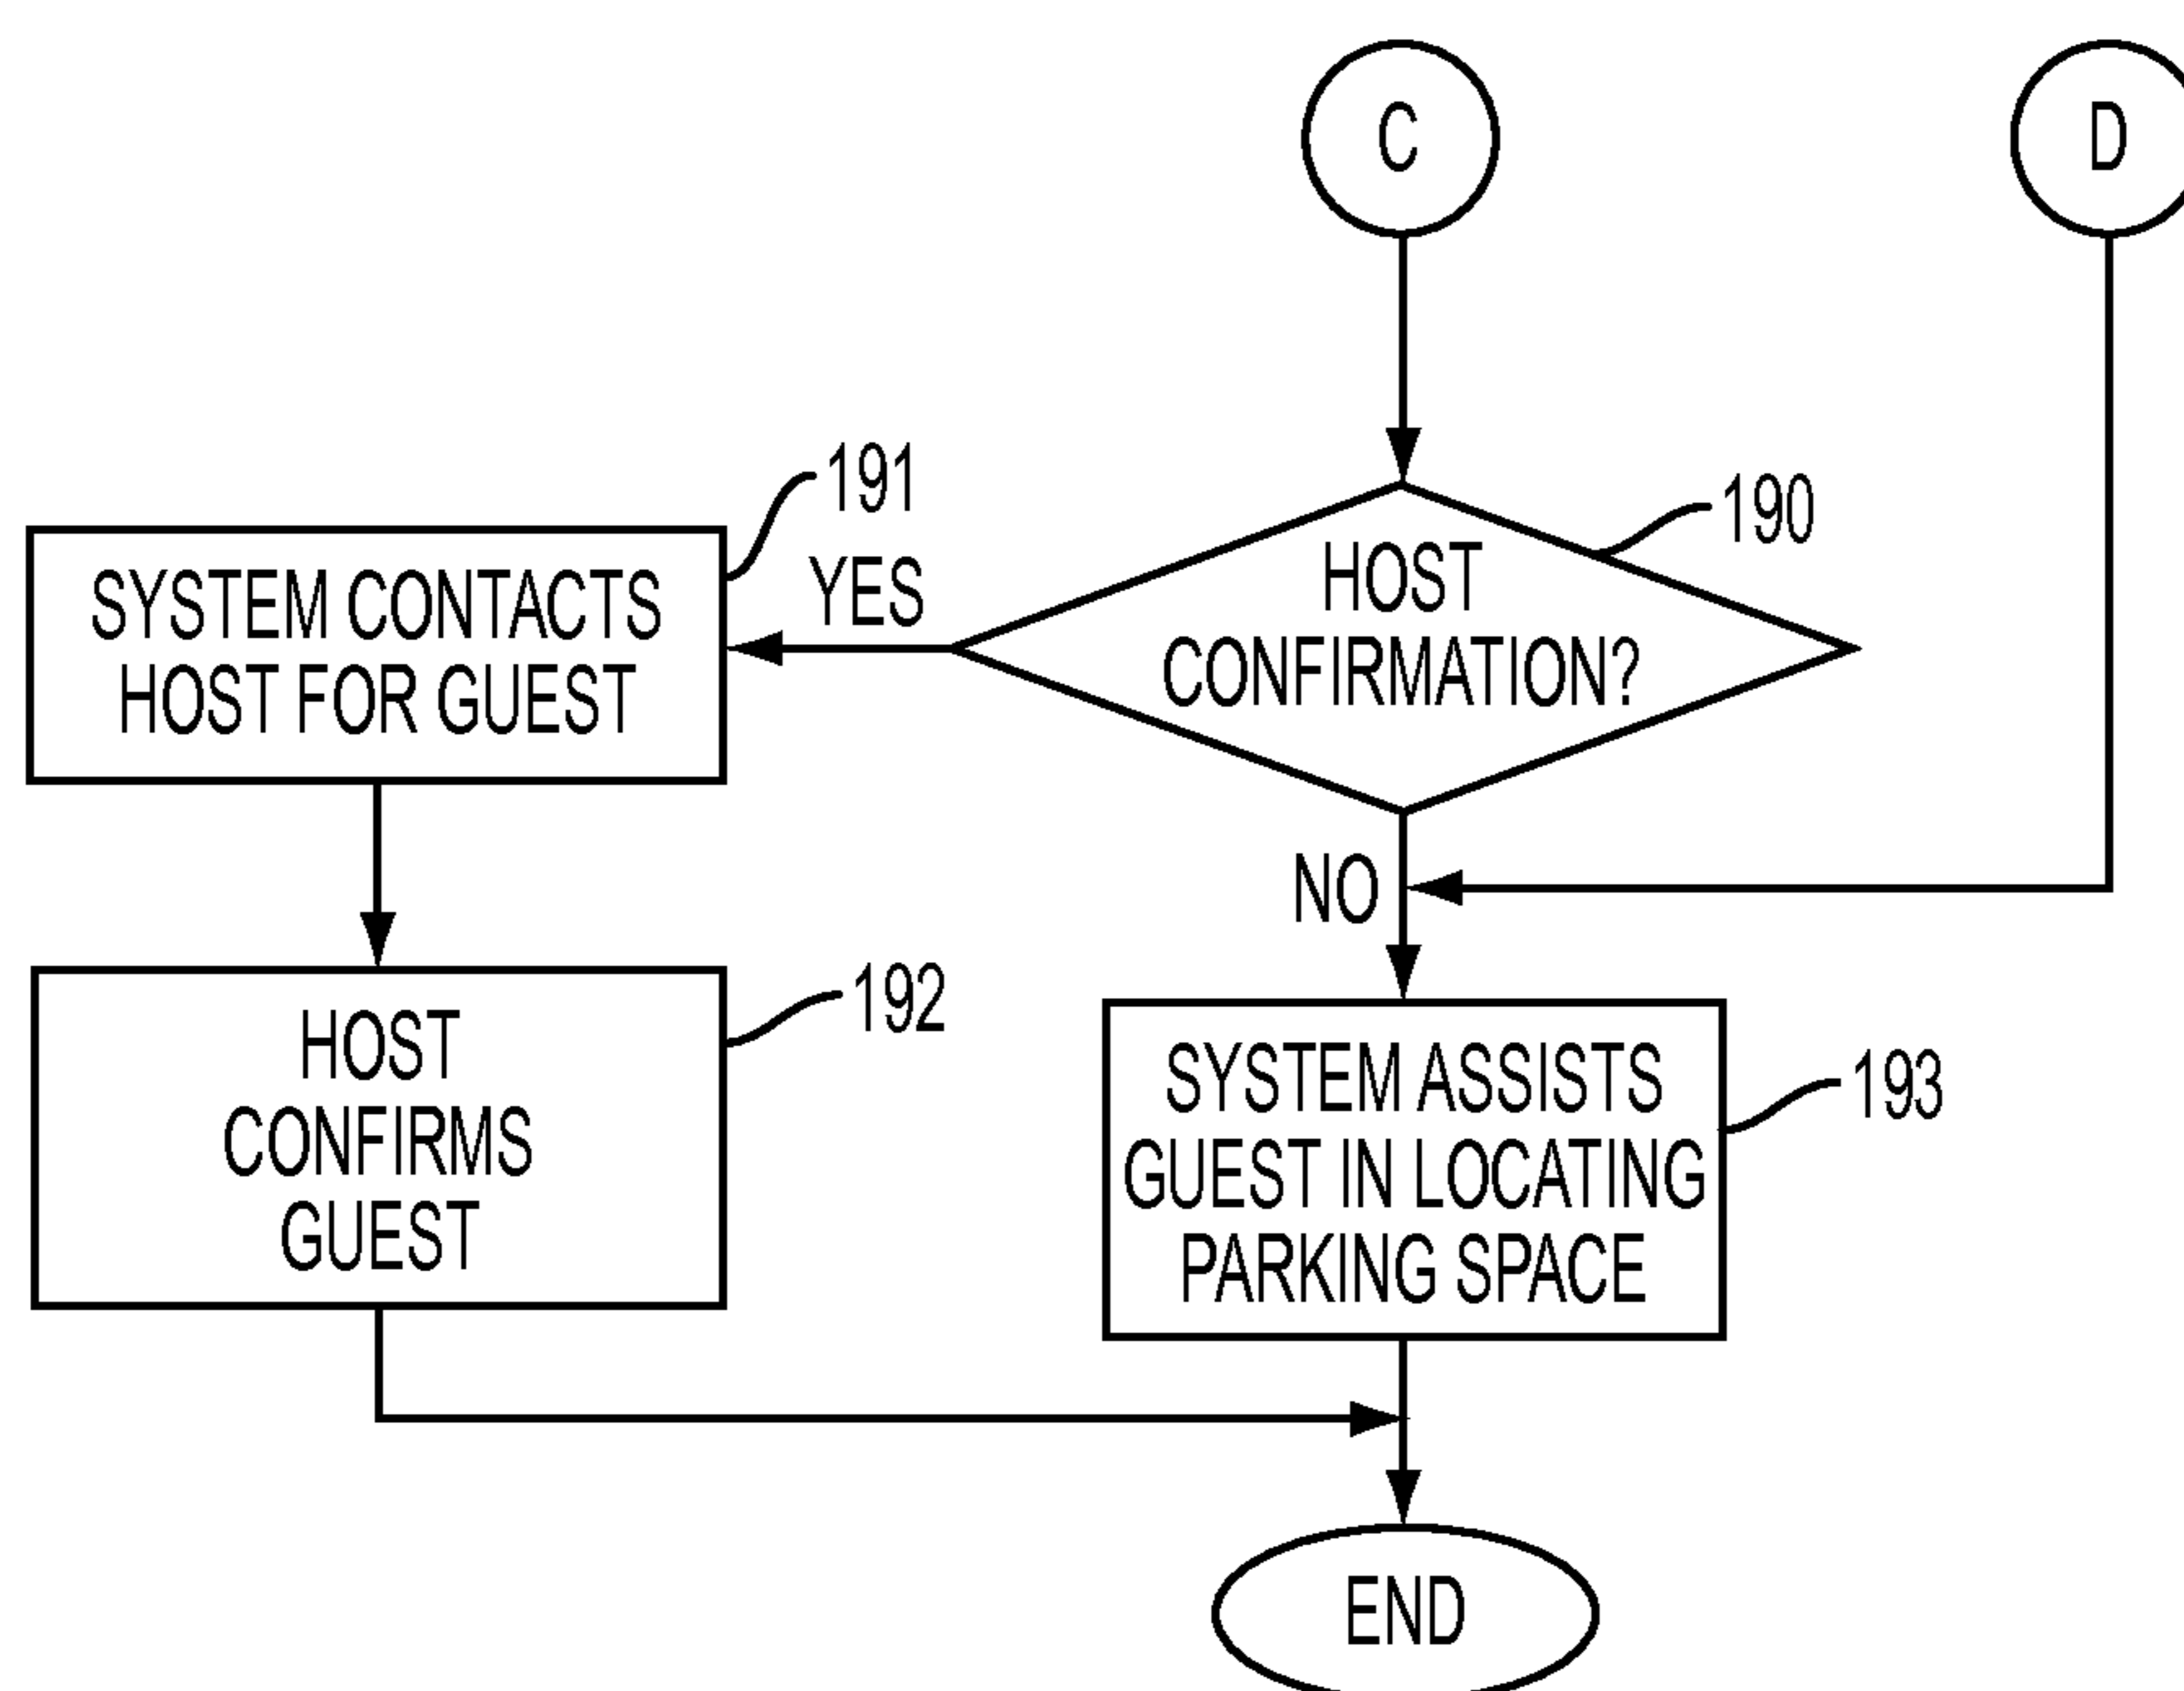 C
D
191
190
YES
SYSTEM CONTACTS
HOST FOR GUEST
HOST
CONFIRMATION?
NO
192
HOST
CONFIRMS
GUEST
193
SYSTEM ASSISTS
GUEST IN LOCATING
PARKING SPACE
END